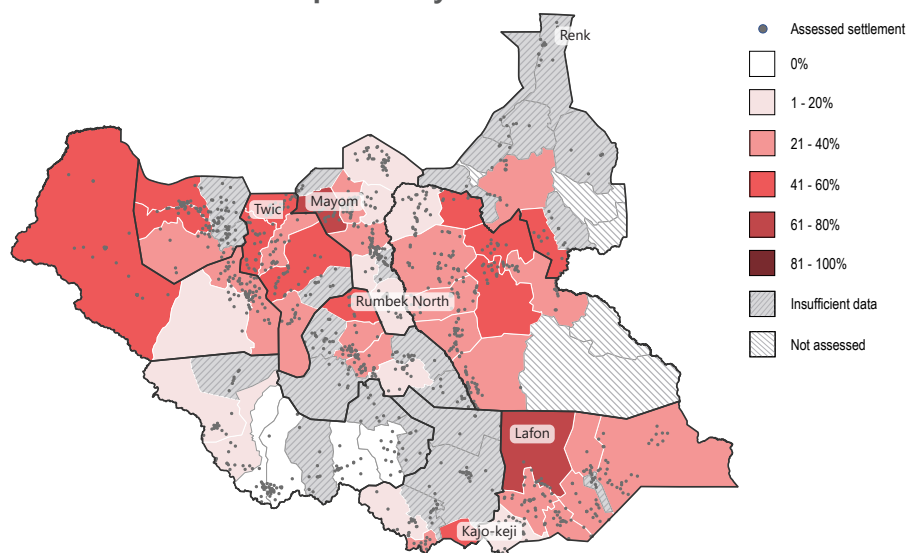 Renk
Assessed settlement
0%
1 - 20%
21 - 40%
41 - 60%
61 - 80%
81 - 100%
Insufficient data
Not assessed
Twic
Mayom
Rumbek North
Lafon
Kajo-keji